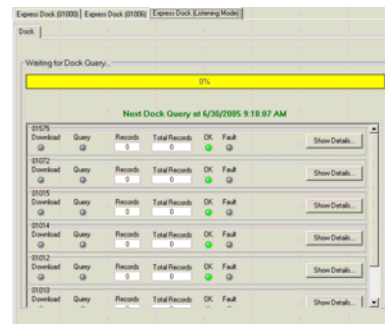 Express Dock (01000) Express Dock (01006) Express Dock (Listening Mode)
Dock
Waiting for Dock Query...
0%
Next Dock Query at 6/30/2005 9:18:07 AM
01575
Download Query Records Total Records OK Fault
0 0 Show Details...
01072
Download Query Records Total Records OK Fault
0 0 Show Details...
01015
Download Query Records Total Records OK Fault
0 0 Show Details...
01014
Download Query Records Total Records OK Fault
0 0 Show Details...
01012
Download Query Records Total Records OK Fault
0 0 Show Details...
01010
Download Query Records Total Records OK Fault
Show Details...